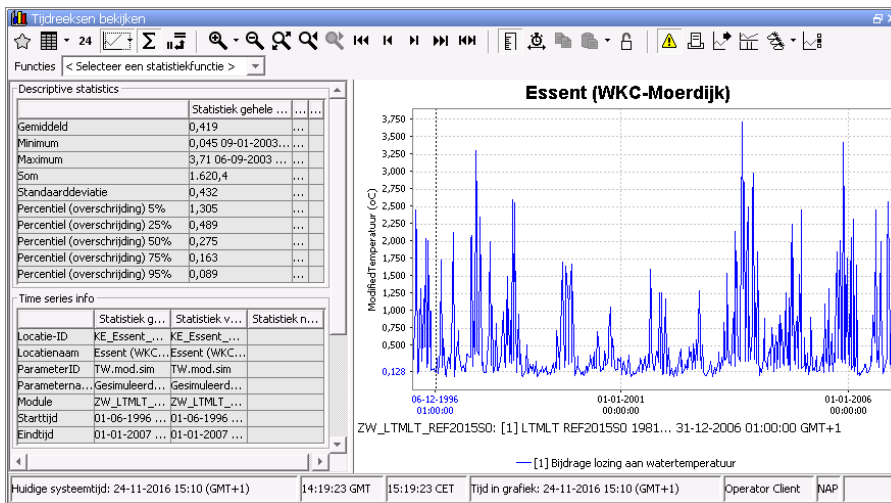 Tijdreeksen bekijken
24
Functies < Selecteer een statistiekfunctie >
Descriptive statistics
Statistiek gehele ... ... ...
Gemiddeld 0,419 ...
Minimum 0,045 09-01-2003... ...
Maximum 3,71 06-09-2003 ... ...
Som 1.620,4 ...
Standaarddeviatie 0,432 ...
Percentiel (overschrijding) 5% 1,305 ...
Percentiel (overschrijding) 25% 0,489 ...
Percentiel (overschrijding) 50% 0,275 ...
Percentiel (overschrijding) 75% 0,163 ...
Percentiel (overschrijding) 95% 0,089 ...
Time series info
Statistiek g... Statistiek v... Statistiek n...
Locatie-ID KE_Essent_... KE_Essent_...
Locatienaam Essent (WKC... Essent (WKC...
ParameterID TW.mod.sim TW.mod.sim
Parameterna... Gesimuleerd... Gesimuleerd...
Module ZW_LTMLT_... ZW_LTMLT_...
Starttijd 01-06-1996 ... 01-06-1996 ...
Eindtijd 01-01-2007 ... 01-01-2007 ...
Essent (WKC-Moerdijk)
ModifiedTemperatuur (oC)
3,750
3,500
3,250
3,000
2,750
2,500
2,250
2,000
1,750
1,500
1,250
1,000
0,750
0,500
0,128
06-12-1996 01-01-2001 01-01-2006
01:00:00 00:00:00 00:00:00
ZW_LTMLT_REF2015S0: [1] LTMLT REF2015S0 1981... 31-12-2006 01:00:00 GMT+1
[1] Bijdrage lozing aan watertemperatuur
Huidige systeemtijd: 24-11-2016 15:10 (GMT+1) 14:19:23 GMT 15:19:23 CET Tijd in grafiek: 24-11-2016 15:10 (GMT+1) Operator Client NAP